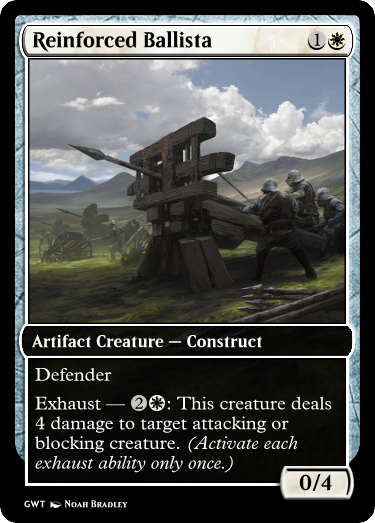 Reinforced Ballista 1
Artifact Creature — Construct
Defender
Exhaust — 2: This creature deals
4 damage to target attacking or
blocking creature. (Activate each
exhaust ability only once.)
0/4
GWT Noah Bradley